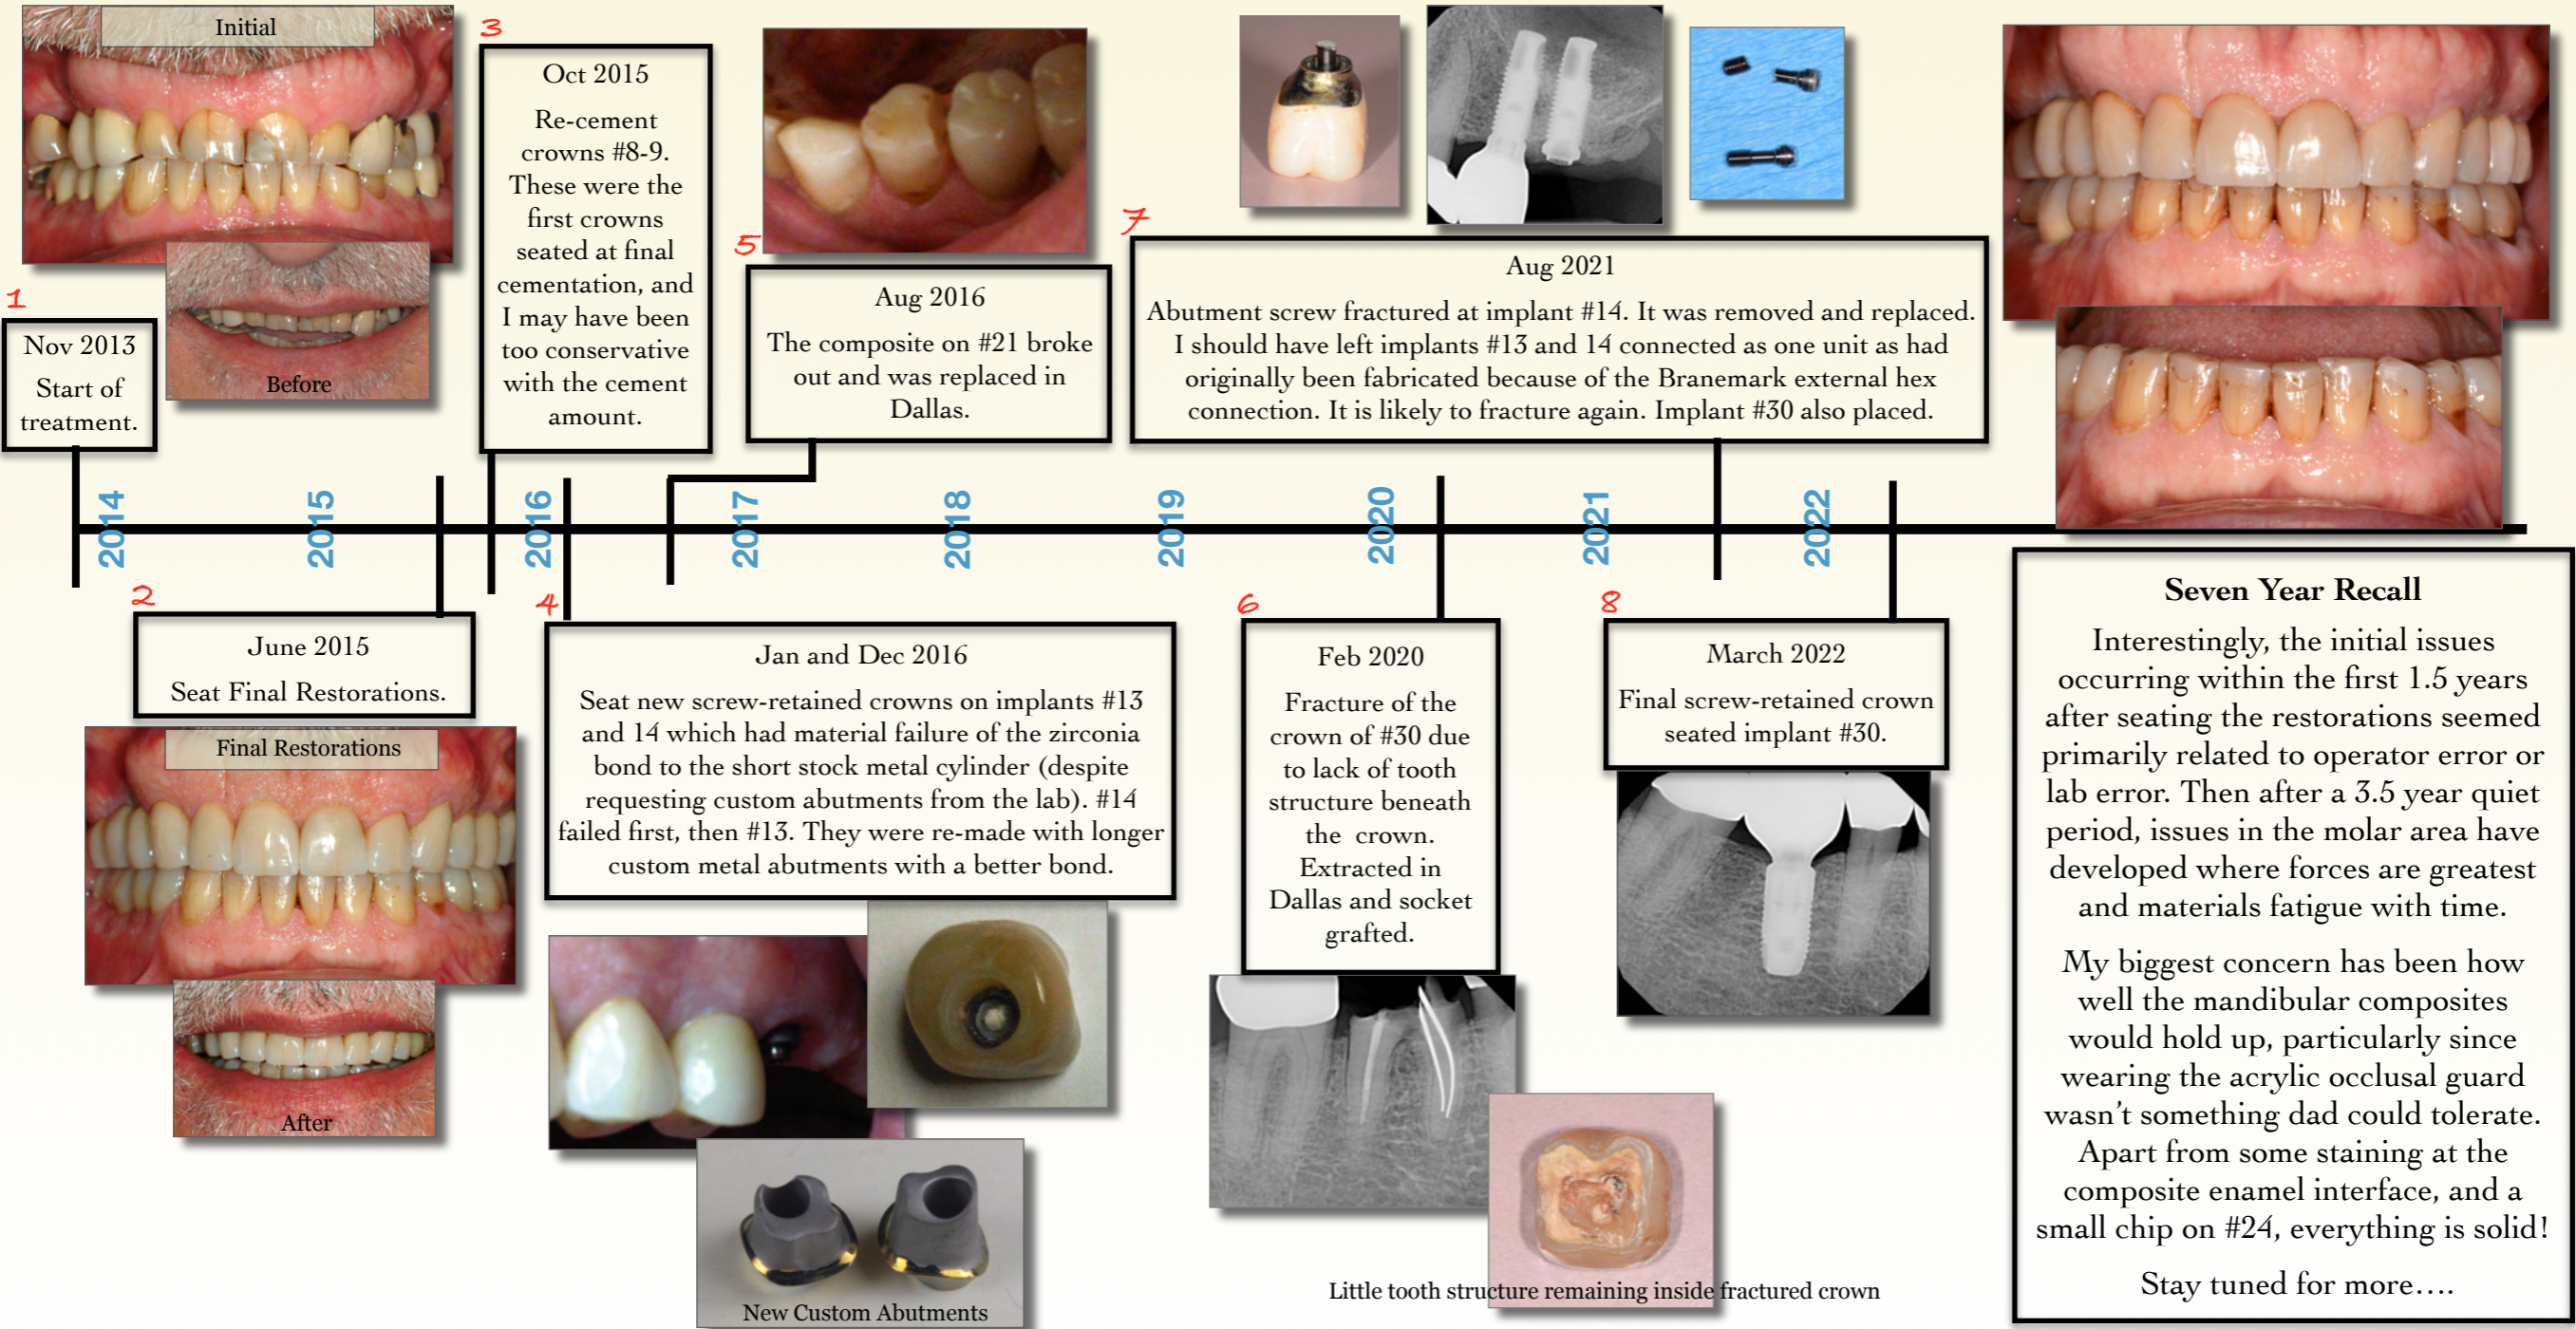 Initial
Before
1
Nov 2013
Start of
treatment.
2
June 2015
Seat Final Restorations.
Final Restorations
After
3
Oct 2015
Re-cement
crowns #8-9.
These were the
first crowns
seated at final
cementation, and
I may have been
too conservative
with the cement
amount.
4
Jan and Dec 2016
Seat new screw-retained crowns on implants #13
and 14 which had material failure of the zirconia
bond to the short stock metal cylinder (despite
requesting custom abutments from the lab). #14
failed first, then #13. They were re-made with longer
custom metal abutments with a better bond.
New Custom Abutments
5
Aug 2016
The composite on #21 broke
out and was replaced in
Dallas.
6
Feb 2020
Fracture of the
crown of #30 due
to lack of tooth
structure beneath
the crown.
Extracted in
Dallas and socket
grafted.
Little tooth structure remaining inside fractured crown
7
Aug 2021
Abutment screw fractured at implant #14. It was removed and replaced.
I should have left implants #13 and 14 connected as one unit as had
originally been fabricated because of the Branemark external hex
connection. It is likely to fracture again. Implant #30 also placed.
8
March 2022
Final screw-retained crown
seated implant #30.
2014
2015
2016
2017
2018
2019
2020
2021
2022
Seven Year Recall
Interestingly, the initial issues
occurring within the first 1.5 years
after seating the restorations seemed
primarily related to operator error or
lab error. Then after a 3.5 year quiet
period, issues in the molar area have
developed where forces are greatest
and materials fatigue with time.
My biggest concern has been how
well the mandibular composites
would hold up, particularly since
wearing the acrylic occlusal guard
wasn't something dad could tolerate.
Apart from some staining at the
composite enamel interface, and a
small chip on #24, everything is solid!
Stay tuned for more....